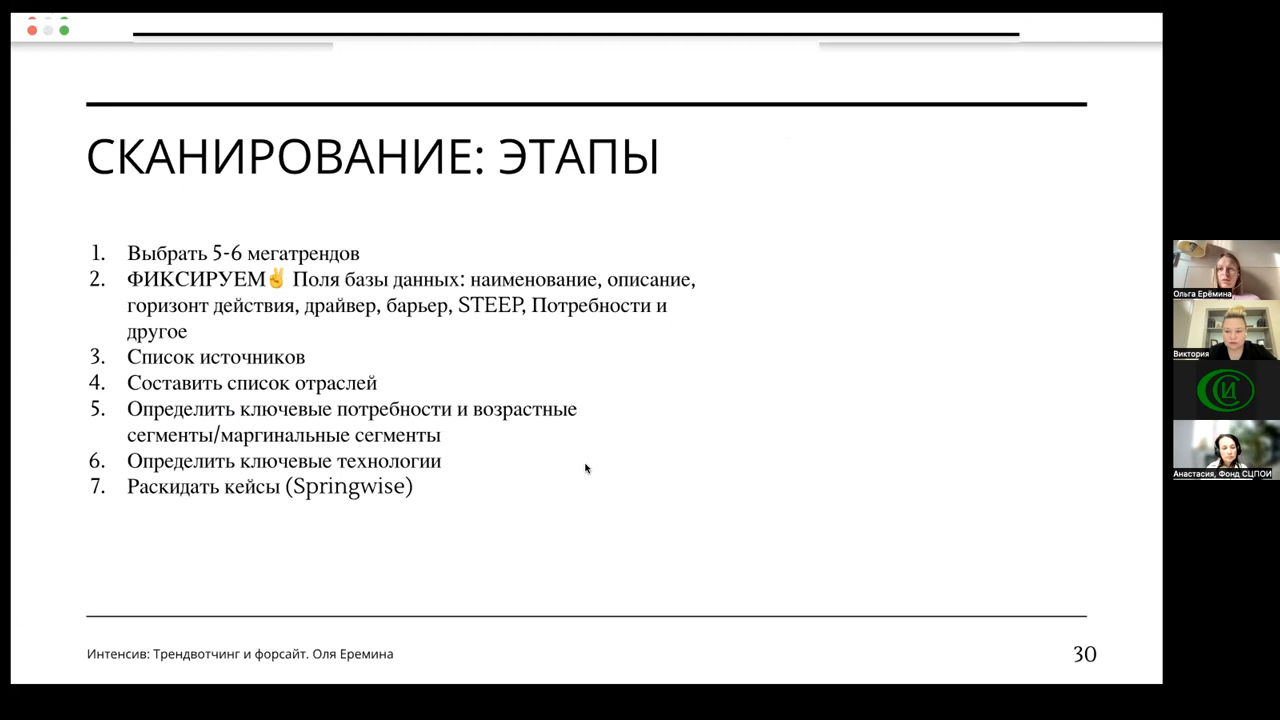 СКАНИРОВАНИЕ: ЭТАПЫ
1. Выбрать 5-6 мегатрендов
2. ФИКСИРУЕМ✌ Поля базы данных: наименование, описание,
горизонт действия, драйвер, барьер, STEEP, Потребности и
другое
3. Список источников
4. Составить список отраслей
5. Определить ключевые потребности и возрастные
сегменты/маргинальные сегменты
6. Определить ключевые технологии
7. Раскидать кейсы (Springwise)
Интенсив: Трендвотчинг и форсайт. Оля Еремина
30
Ольга Ерёмина
Виктория
СИД
Анастасия, Фонд СЦПОИ